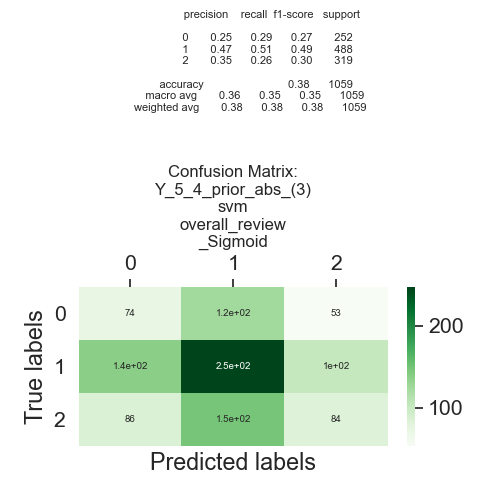 precision    recall  f1-score   support
0       0.25      0.29      0.27       252
1       0.47      0.51      0.49       488
2       0.35      0.26      0.30       319
accuracy                           0.38      1059
macro avg       0.36      0.35      0.35      1059
weighted avg       0.38      0.38      0.38      1059
Confusion Matrix:
Y_5_4_prior_abs_(3)
svm
overall_review
_Sigmoid
0 1 2
0 74 1.2e+02 53
1 1.4e+02 2.5e+02 1e+02
2 86 1.5e+02 84
True labels
Predicted labels
200
100